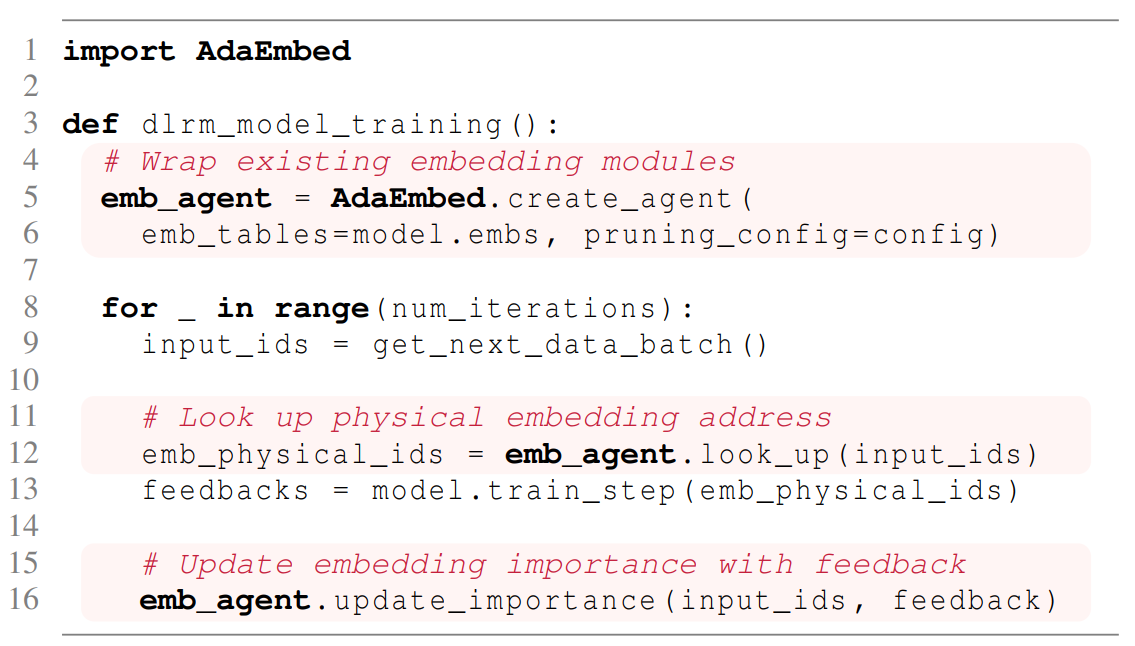 1 import AdaEmbed
2
3 def dlrm_model_training():
4 # Wrap existing embedding modules
5 emb_agent = AdaEmbed.create_agent(
6 emb_tables=model.embs, pruning_config=config)
7
8 for _ in range(num_iterations):
9 input_ids = get_next_data_batch()
10
11 # Look up physical embedding address
12 emb_physical_ids = emb_agent.look_up(input_ids)
13 feedbacks = model.train_step(emb_physical_ids)
14
15 # Update embedding importance with feedback
16 emb_agent.update_importance(input_ids, feedback)